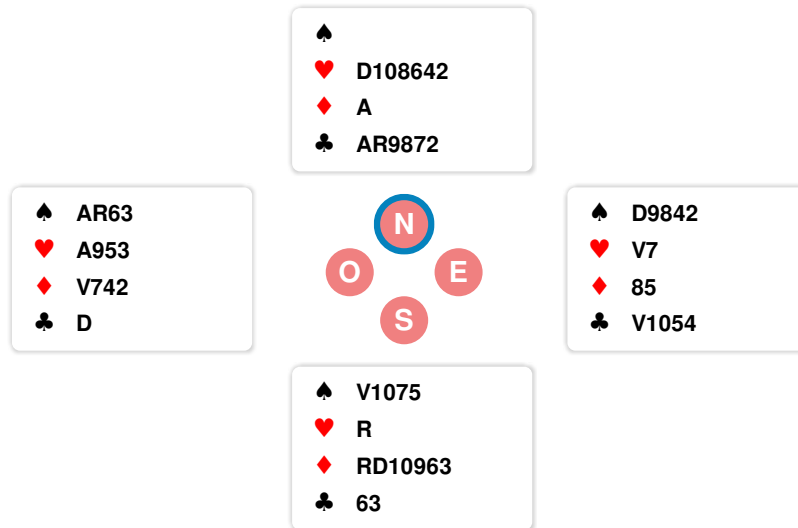 ♠
♥ D108642
♦ A
♣ AR9872
♠ AR63
♥ A953
♦ V742
♣ D
N
O E
S
♠ D9842
♥ V7
♦ 85
♣ V1054
♠ V1075
♥ R
♦ RD10963
♣ 63